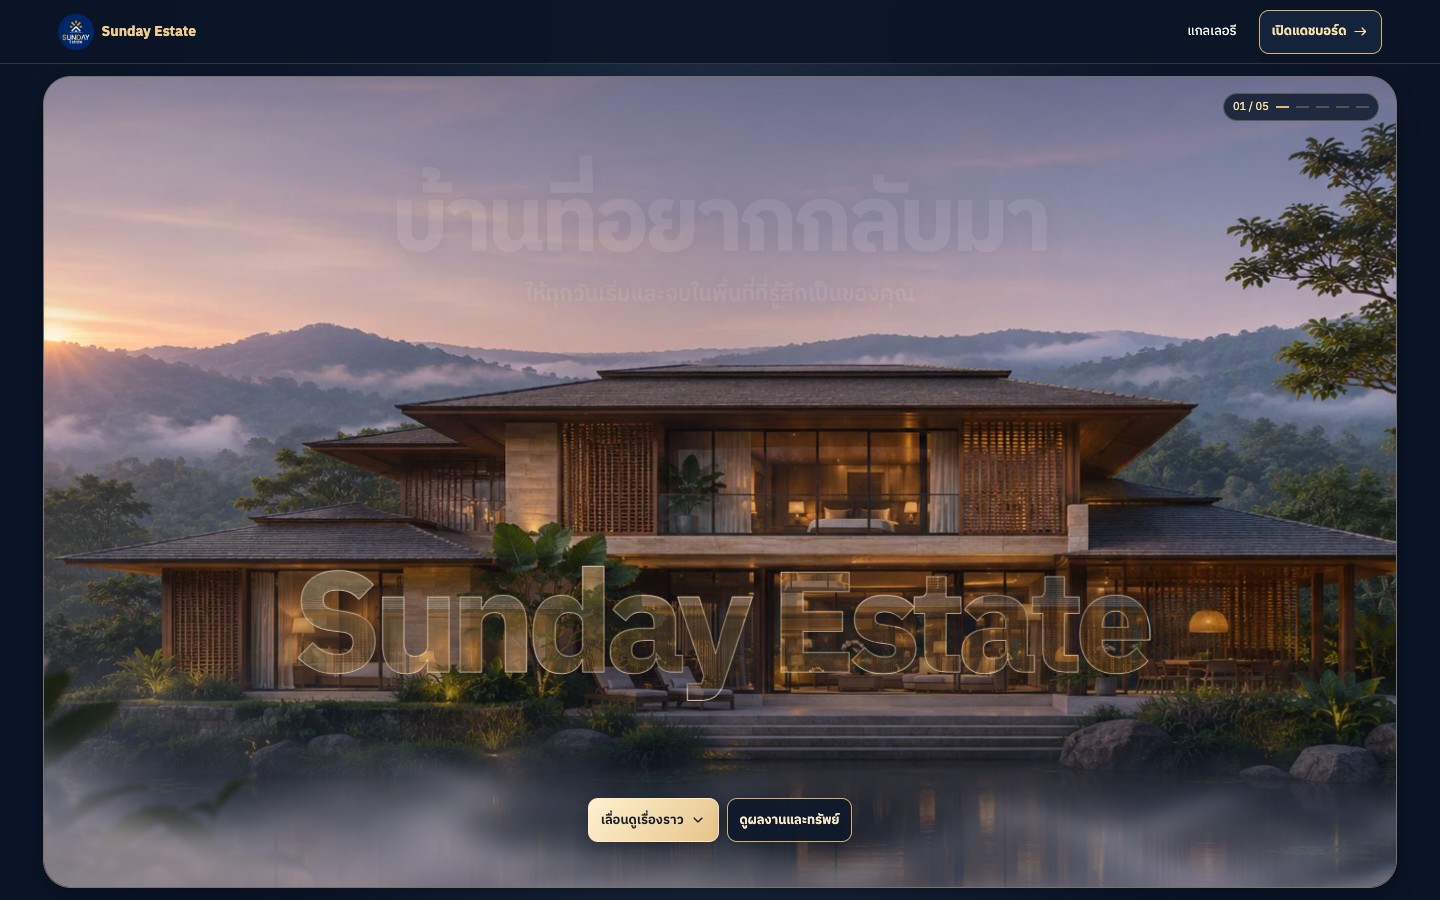 SUNDAY
Sunday Estate
แกลเลอรี
เปิดแดชบอร์ด →
01 / 05
บ้านที่อยากกลับมา
ให้ทุกวันเริ่มและจบในพื้นที่ที่รู้สึกเป็นของคุณ
Sunday Estate
เลื่อนดูเรื่องราว
ดูผลงานและทรัพย์